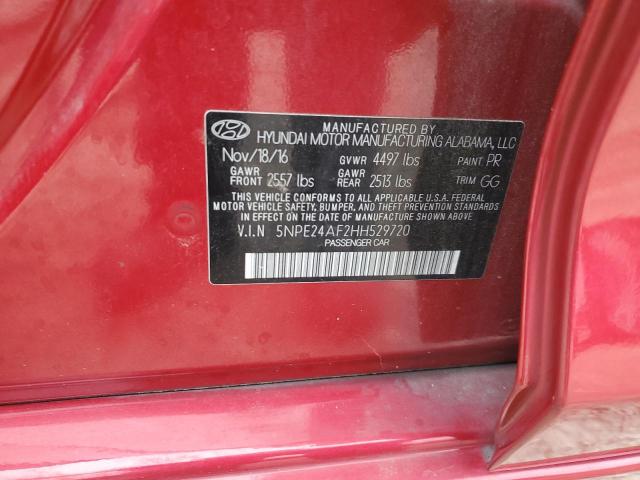 MANUFACTURED BY
HYUNDAI MOTOR MANUFACTURING ALABAMA, LLC
Nov/18/16 GVWR 4497 lbs PAINT PR
GAWR FRONT 2557 lbs GAWR REAR 2513 lbs TRIM GG
THIS VEHICLE CONFORMS TO ALL APPLICABLE U.S.A. FEDERAL
MOTOR VEHICLE SAFETY, BUMPER, AND THEFT PREVENTION STANDARDS
IN EFFECT ON THE DATE OF MANUFACTURE SHOWN ABOVE.
V.I.N 5NPE24AF2HH529720
PASSENGER CAR